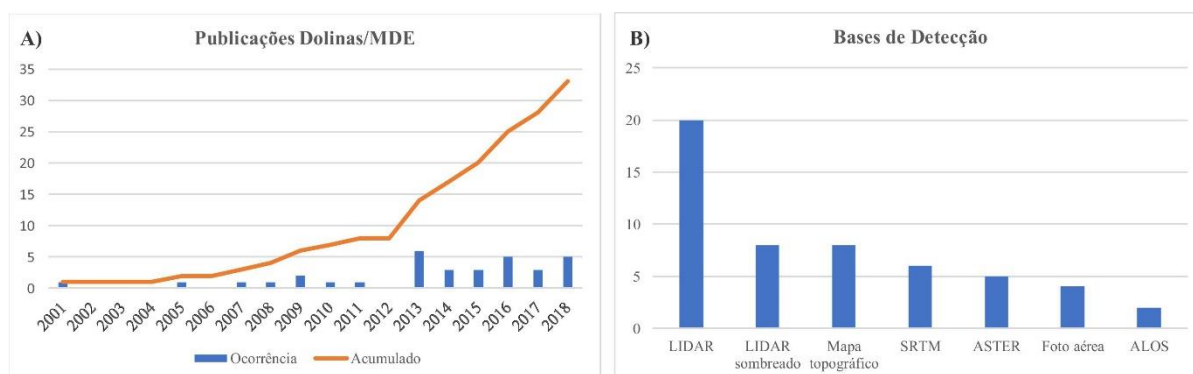 A)
Publicações Dolinas/MDE
35
30
25
20
15
10
5
0
2001
2002
2003
2004
2005
2006
2007
2008
2009
2010
2011
2012
2013
2014
2015
2016
2017
2018
Ocorrência
Acumulado
B)
Bases de Detecção
25
20
15
10
5
0
LIDAR
LIDAR
sombreado
Mapa
topográfico
SRTM
ASTER
Foto aérea
ALOS